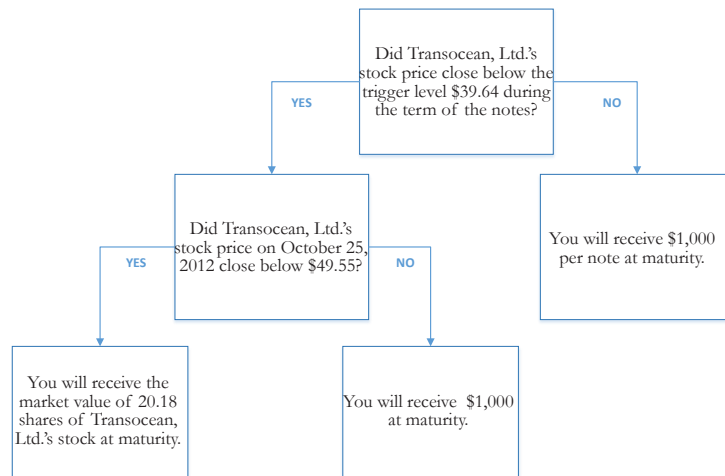 Did Transocean, Ltd.'s
stock price close below the
trigger level $39.64 during
the term of the notes?
YES
NO
Did Transocean, Ltd.'s
stock price on October 25,
2012 close below $49.55?
You will receive $1,000
per note at maturity.
YES
NO
You will receive the
market value of 20.18
shares of Transocean,
Ltd.'s stock at maturity.
You will receive $1,000
at maturity.